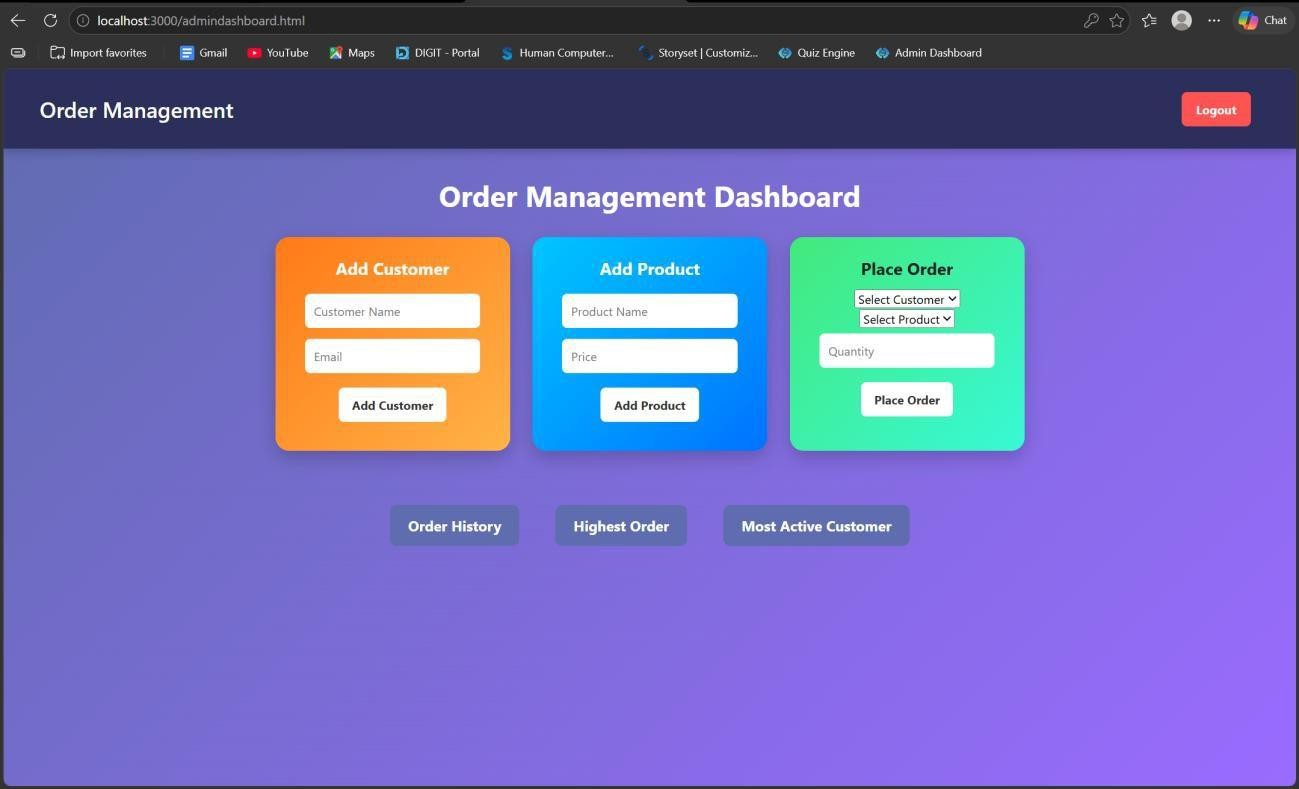 localhost:3000/admindashboard.html
Chat
Import favorites
Gmail
YouTube
Maps
DIGIT - Portal
Human Computer...
Storyset | Customiz...
Quiz Engine
Admin Dashboard
Order Management
Logout
Order Management Dashboard
Add Customer
Customer Name
Email
Add Customer
Add Product
Product Name
Price
Add Product
Place Order
Select Customer
Select Product
Quantity
Place Order
Order History
Highest Order
Most Active Customer